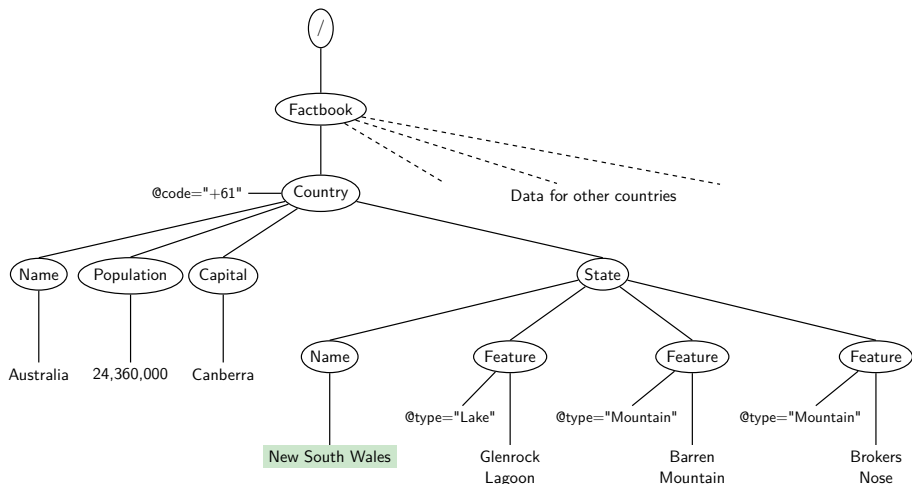 /
Factbook
@code="+61"
Country
Data for other countries
Name
Population
Capital
State
Australia
24,360,000
Canberra
Name
Feature
Feature
Feature
@type="Lake"
@type="Mountain"
@type="Mountain"
New South Wales
Glenrock
Lagoon
Barren
Mountain
Brokers
Nose